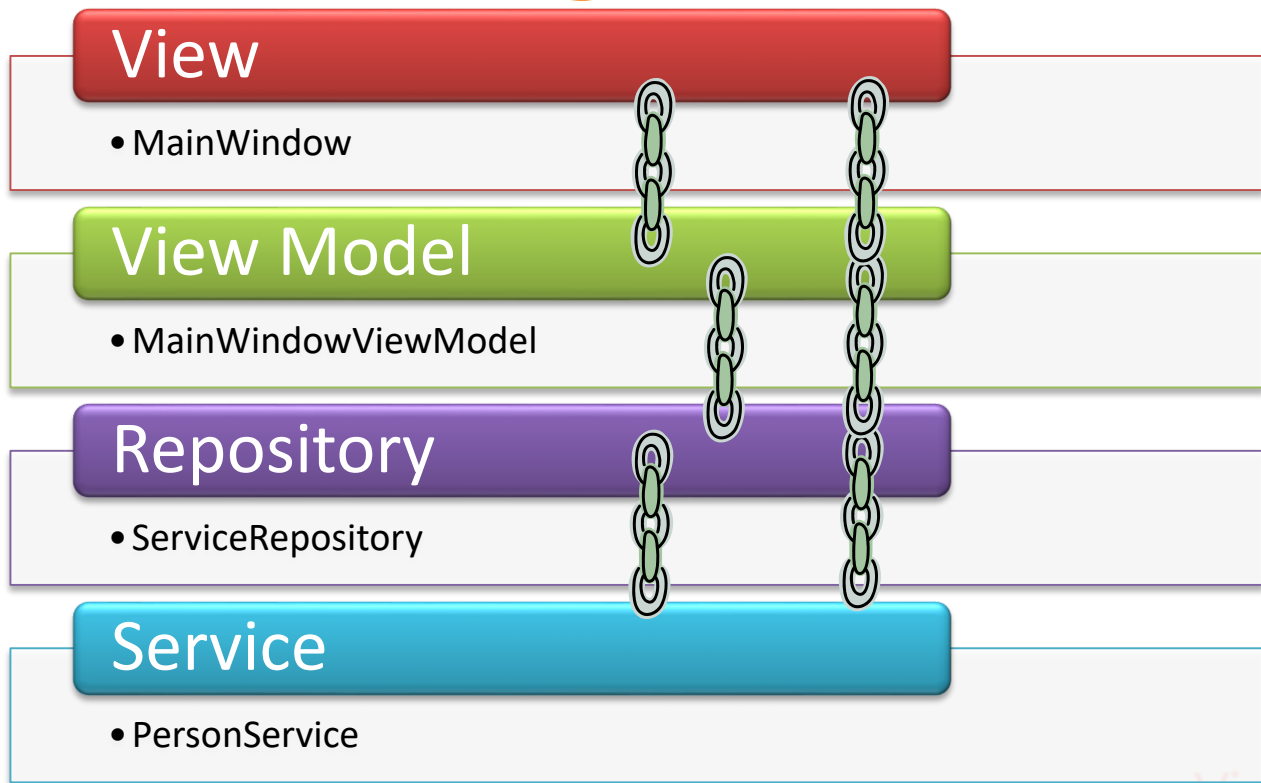 View
• MainWindow
View Model
• MainWindowViewModel
Repository
• ServiceRepository
Service
• PersonService